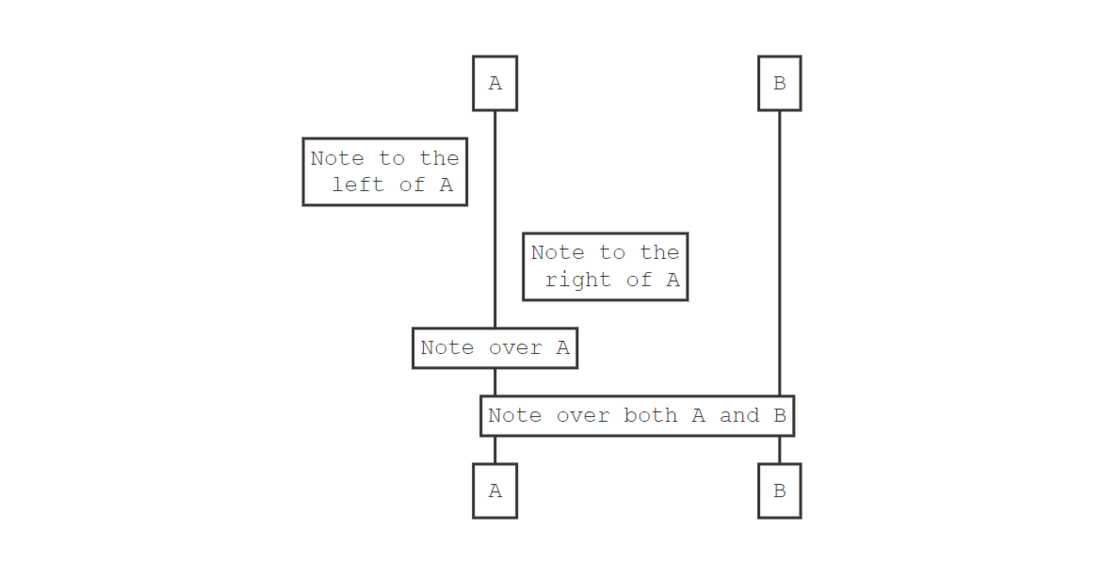 A
B
Note to the
left of A
Note to the
right of A
Note over A
Note over both A and B
A
B